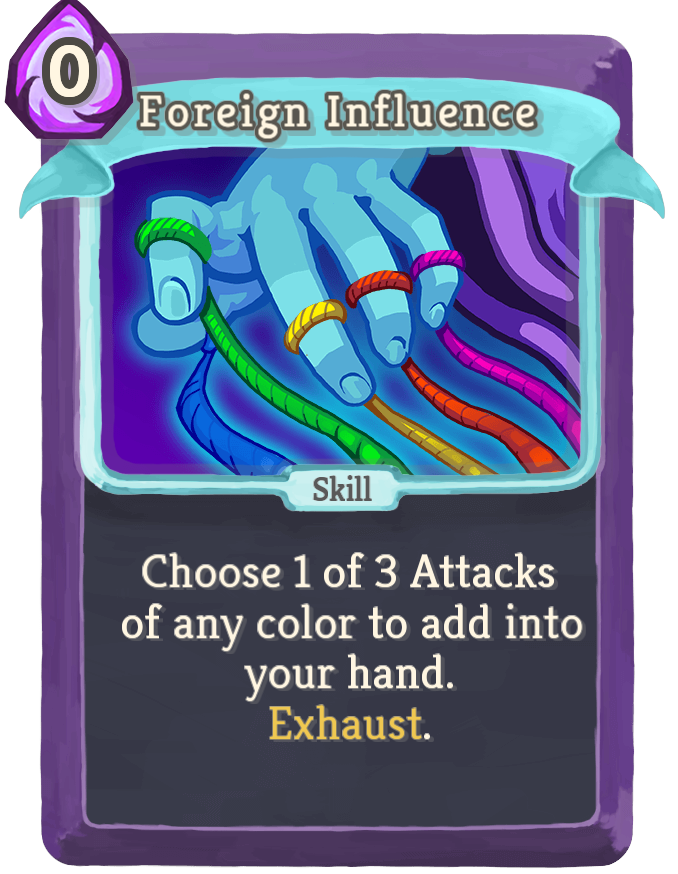 0
Foreign Influence
Skill
Choose 1 of 3 Attacks
of any color to add into
your hand.
Exhaust.